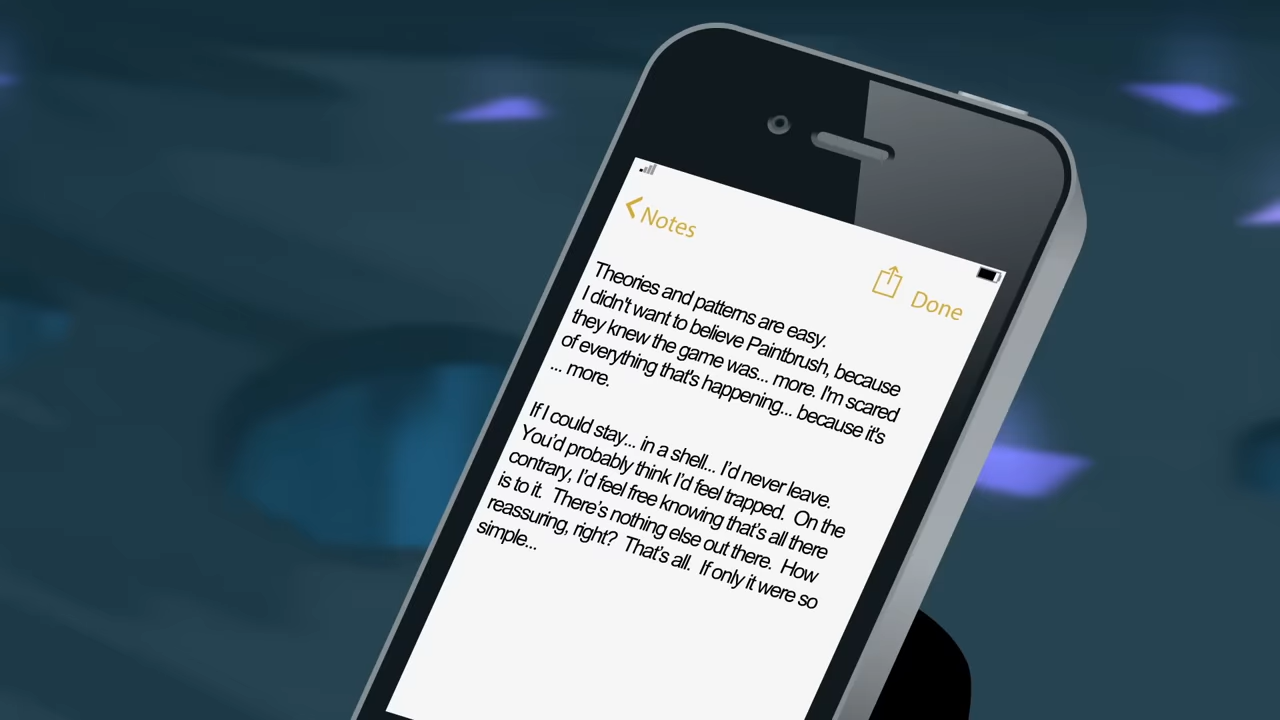 Notes
Done
Theories and patterns are easy.
I didn't want to believe Paintbrush, because
they knew the game was... more. I'm scared
of everything that's happening... because it's
... more.
If I could stay... in a shell... I'd never leave.
You'd probably think I'd feel trapped.  On the
contrary, I'd feel free knowing that's all there
is to it.  There's nothing else out there.  How
reassuring, right?  That's all.  If only it were so
simple...